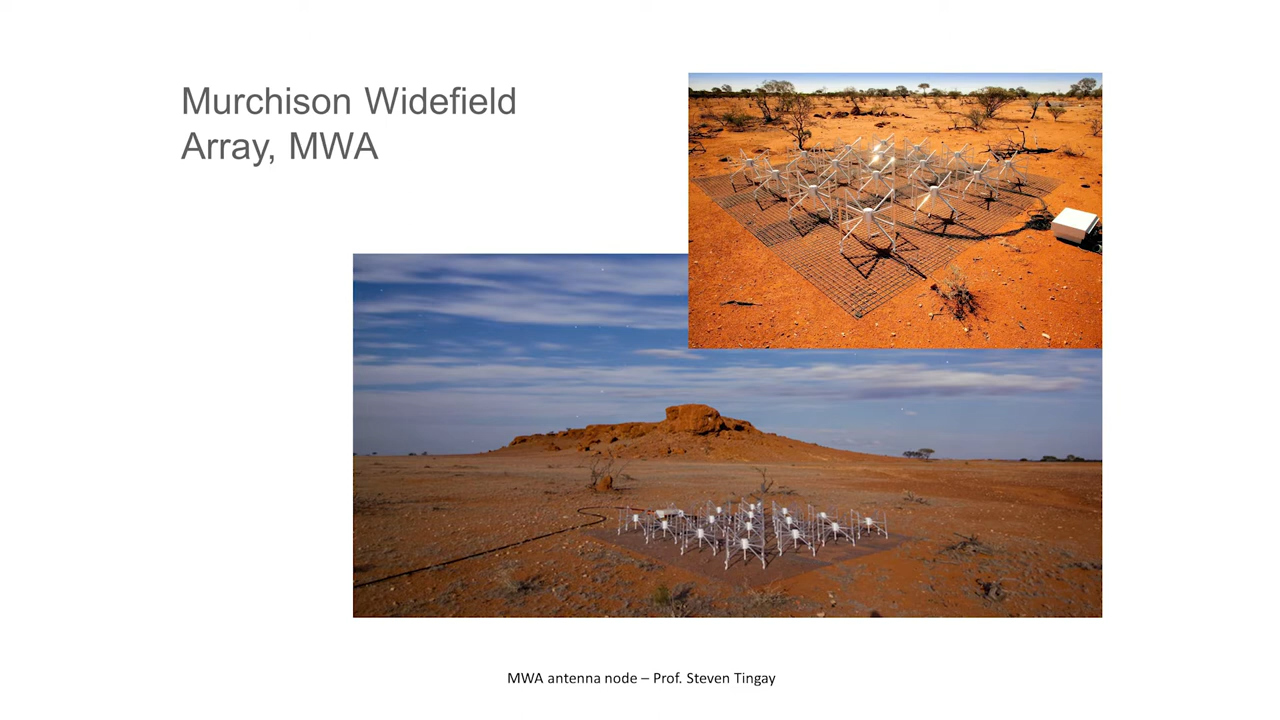 Murchison Widefield
Array, MWA
MWA antenna node – Prof. Steven Tingay